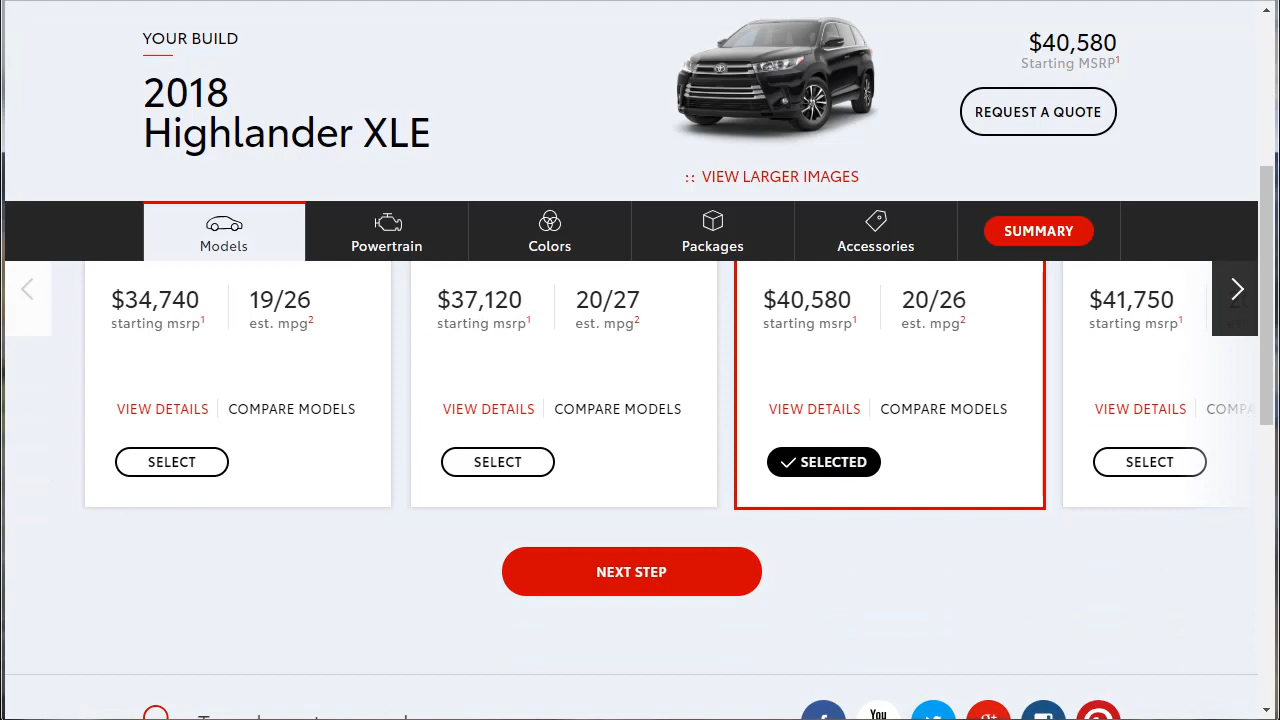 YOUR BUILD
2018
Highlander XLE
$40,580
Starting MSRP1
REQUEST A QUOTE
VIEW LARGER IMAGES
Models
Powertrain
Colors
Packages
Accessories
SUMMARY
$34,740
starting msrp1
19/26
est. mpg2
VIEW DETAILS
COMPARE MODELS
SELECT
$37,120
starting msrp1
20/27
est. mpg2
VIEW DETAILS
COMPARE MODELS
SELECT
$40,580
starting msrp1
20/26
est. mpg2
VIEW DETAILS
COMPARE MODELS
SELECTED
$41,750
starting msrp1
VIEW DETAILS
SELECT
NEXT STEP
You